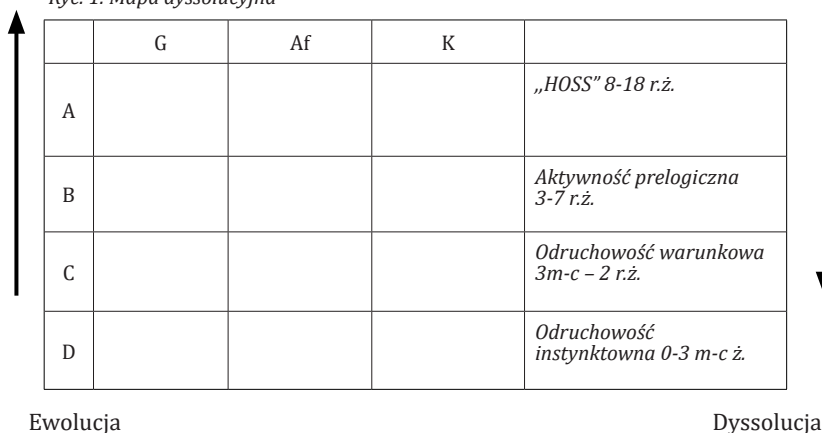 Ryc. 1. Mapa dyssolucyjna
G Af K
A
„HOSS” 8-18 r.ż.
B
Aktywność prelogiczna
3-7 r.ż.
C
Odruchowość warunkowa
3m-c – 2 r.ż.
D
Odruchowość
instynktowna 0-3 m-c ż.
Ewolucja Dyssolucja